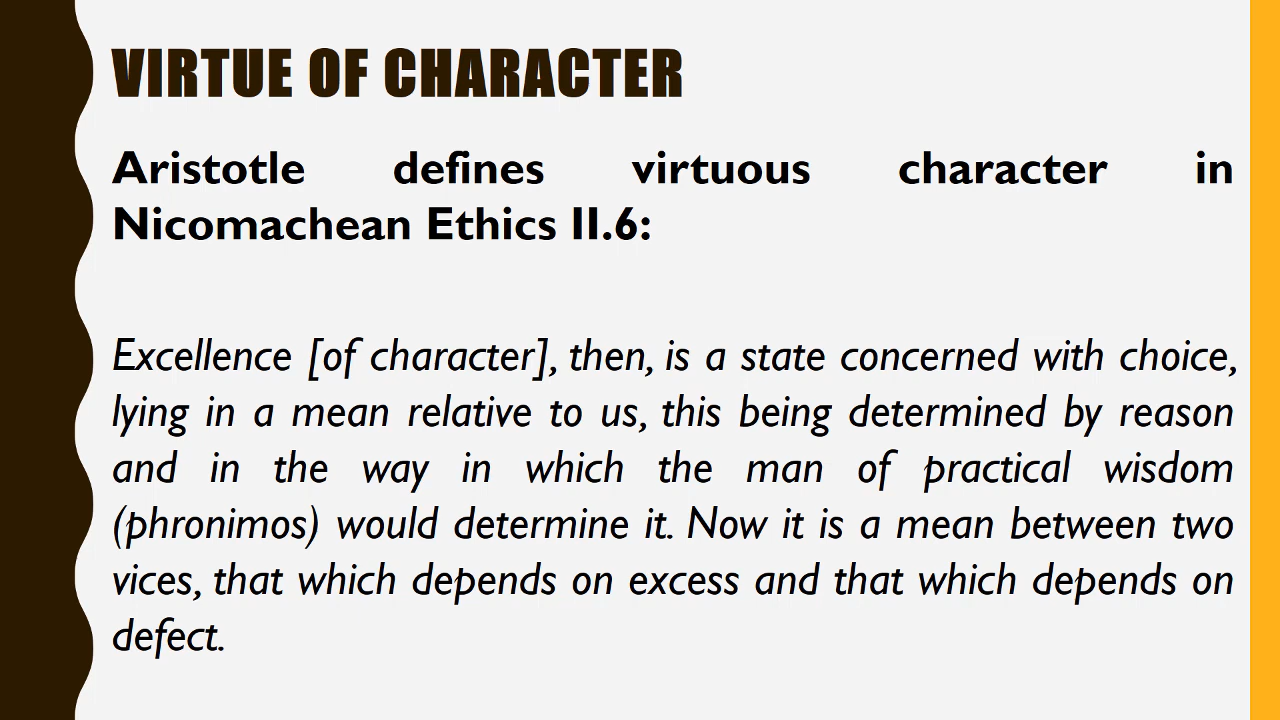 VIRTUE OF CHARACTER
Aristotle defines virtuous character in
Nicomachean Ethics II.6:
Excellence [of character], then, is a state concerned with choice,
lying in a mean relative to us, this being determined by reason
and in the way in which the man of practical wisdom
(phronimos) would determine it. Now it is a mean between two
vices, that which depends on excess and that which depends on
defect.